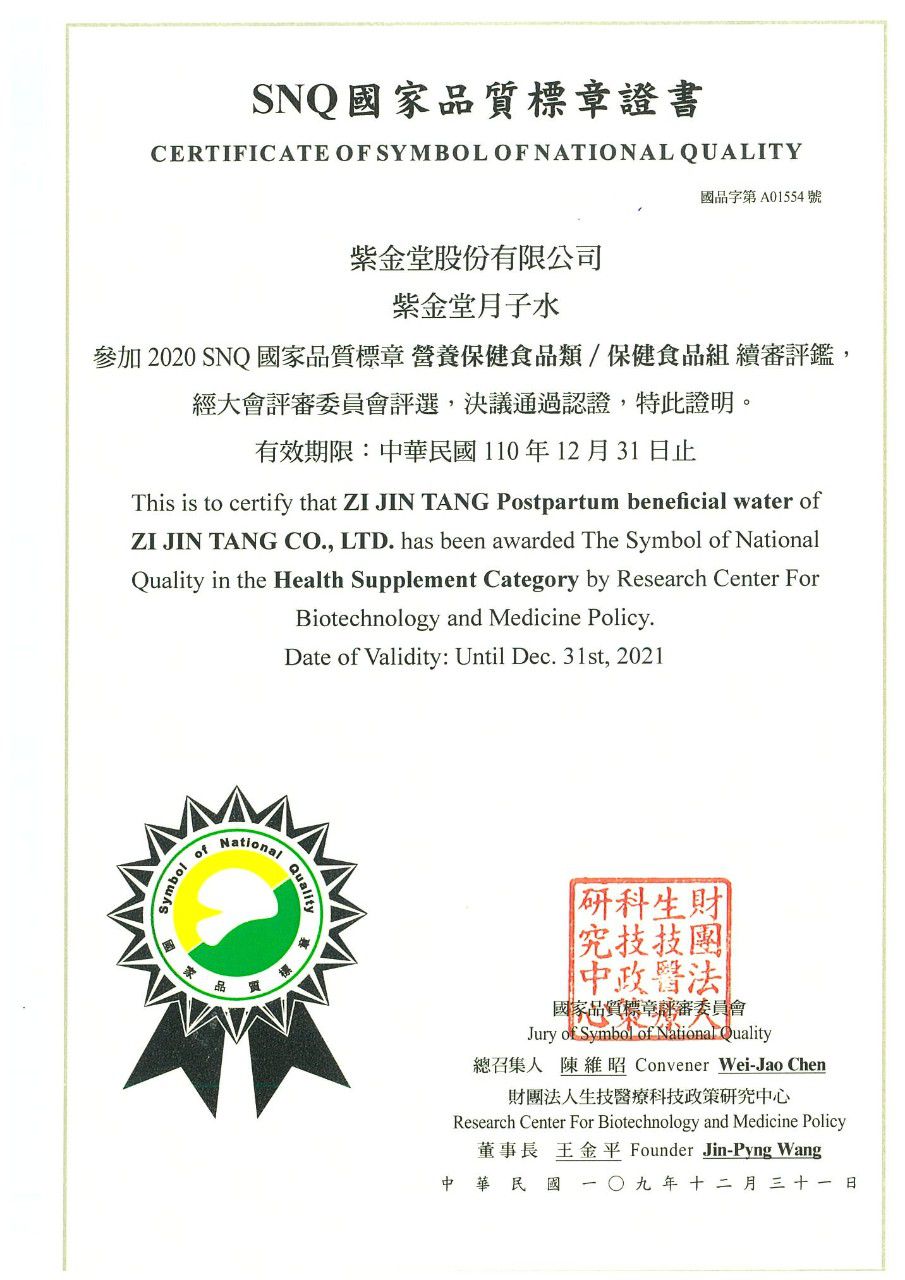 SNQ國家品質標章證書
CERTIFICATE OF SYMBOL OF NATIONAL QUALITY
國品字第 A01554 號
紫金堂股份有限公司
紫金堂月子水
參加 2020 SNQ 國家品質標章 營養保健食品類 / 保健食品組 續審評鑑，
經大會評審委員會評選，決議通過認證，特此證明。
有效期限：中華民國 110 年 12 月 31 日止
This is to certify that ZI JIN TANG Postpartum beneficial water of
ZI JIN TANG CO., LTD. has been awarded The Symbol of National
Quality in the Health Supplement Category by Research Center For
Biotechnology and Medicine Policy.
Date of Validity: Until Dec. 31st, 2021
Symbol of National Quality
國家品質標章
財團法人
生技醫療
科技政策
研究中心
國家品質標章評審委員會
Jury of Symbol of National Quality
總召集人 陳維昭 Convener Wei-Jao Chen
財團法人生技醫療科技政策研究中心
Research Center For Biotechnology and Medicine Policy
董事長 王金平 Founder Jin-Pyng Wang
中華民國一〇九年十二月三十一日